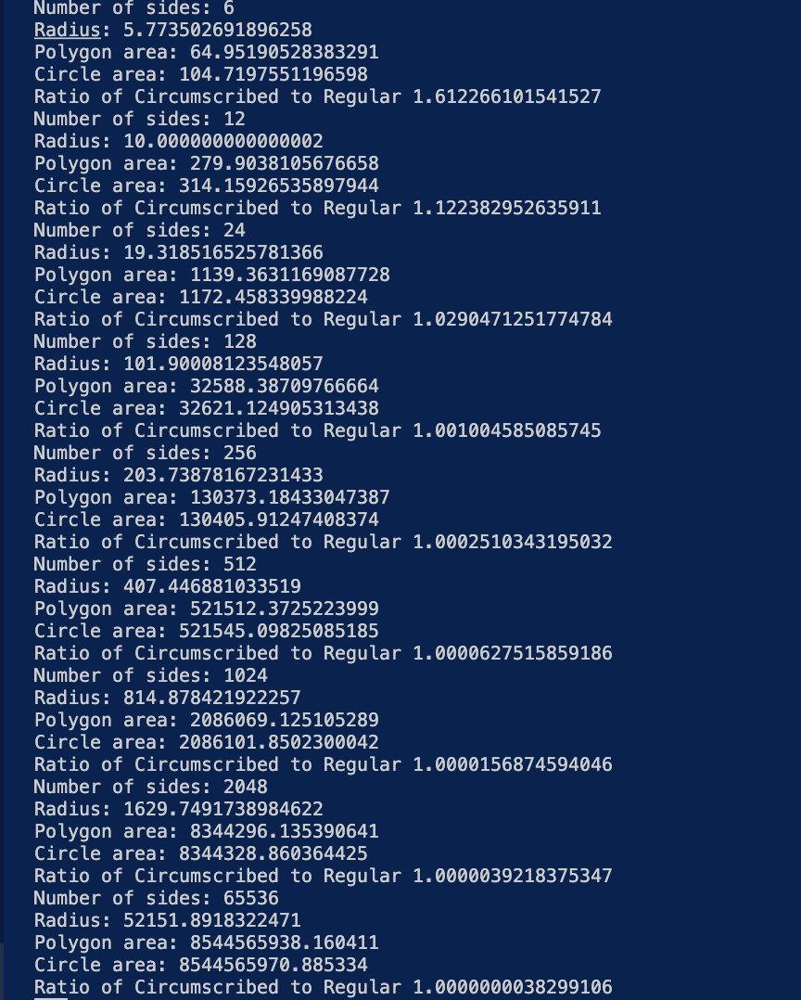 Number of sides: 6
Radius: 5.773502691896258
Polygon area: 64.95190528383291
Circle area: 104.7197551196598
Ratio of Circumscribed to Regular 1.612266101541527
Number of sides: 12
Radius: 10.000000000000002
Polygon area: 279.9038105676658
Circle area: 314.15926535897944
Ratio of Circumscribed to Regular 1.122382952635911
Number of sides: 24
Radius: 19.318516525781366
Polygon area: 1139.3631169087728
Circle area: 1172.458339988224
Ratio of Circumscribed to Regular 1.0290471251774784
Number of sides: 128
Radius: 101.90008123548057
Polygon area: 32588.38709766664
Circle area: 32621.124905313438
Ratio of Circumscribed to Regular 1.001004585085745
Number of sides: 256
Radius: 203.73878167231433
Polygon area: 130373.18433047387
Circle area: 130405.91247408374
Ratio of Circumscribed to Regular 1.0002510343195032
Number of sides: 512
Radius: 407.446881033519
Polygon area: 521512.3725223999
Circle area: 521545.09825085185
Ratio of Circumscribed to Regular 1.0000627515859186
Number of sides: 1024
Radius: 814.878421922257
Polygon area: 2086069.125105289
Circle area: 2086101.8502300042
Ratio of Circumscribed to Regular 1.0000156874594046
Number of sides: 2048
Radius: 1629.7491738984622
Polygon area: 8344296.135390641
Circle area: 8344328.860364425
Ratio of Circumscribed to Regular 1.0000039218375347
Number of sides: 65536
Radius: 52151.8918322471
Polygon area: 8544565938.160411
Circle area: 8544565970.885334
Ratio of Circumscribed to Regular 1.0000000038299106